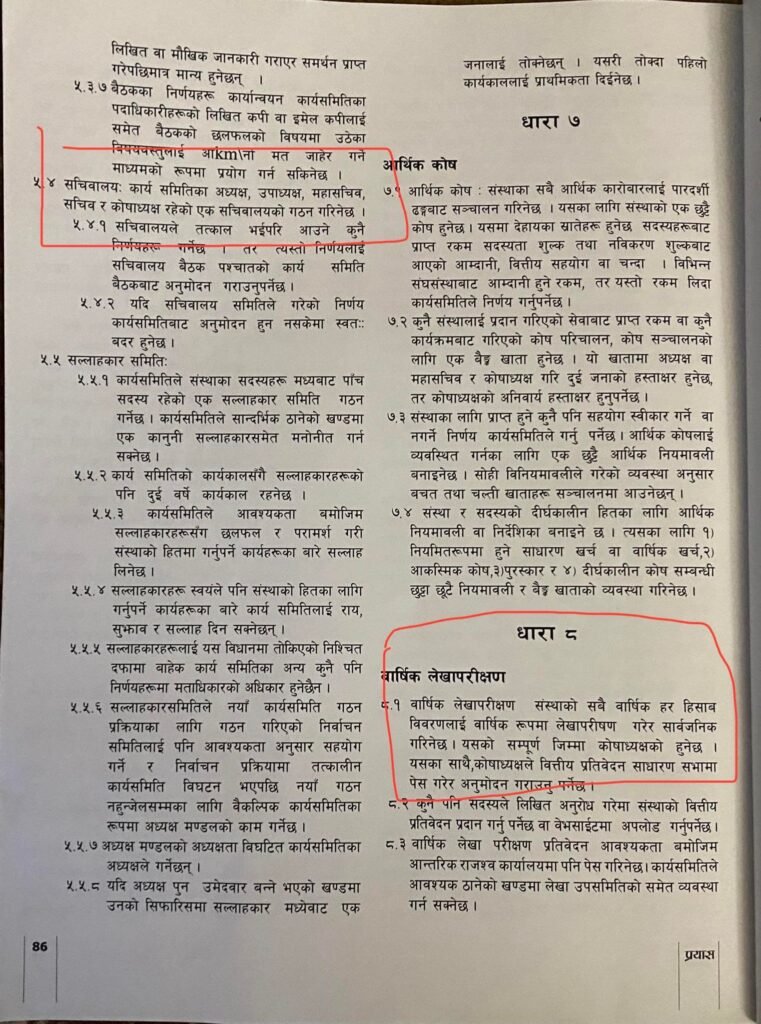 लिखित वा मौखिक जानकारी गराएर समर्थन प्राप्त
गरेपछिमात्र मान्य हुनेछन् ।
५.३.७ बैठकका निर्णयहरू कार्यान्वयन कार्यसमितिका
पदाधिकारीहरूको लिखित कपी वा इमेल कपीलाई
समेत बैठकको छलफलको विषयमा उठेका
विषयवस्तुलाई आkm\ना मत जाहेर गर्ने
माध्यमको रूपमा प्रयोग गर्न सकिनेछ ।
५.४ सचिवालयः कार्य समितिका अध्यक्ष, उपाध्यक्ष, महासचिव,
सचिव र कोषाध्यक्ष रहेको एक सचिवालयको गठन गरिनेछ ।
५.४.१ सचिवालयले तत्काल भईपरि आउने कुनै
निर्णयहरू गर्नेछ । तर त्यस्तो निर्णयलाई
सचिवालय बैठक पश्चातको कार्य समिति
बैठकबाट अनुमोदन गराउनुपर्नेछ ।
५.४.२ यदि सचिवालय समितिले गरेको निर्णय
कार्यसमितिबाट अनुमोदन हुन नसकेमा स्वतः:
बदर हुनेछ ।
५.५ सल्लाहकार समितिः
५.५.१ कार्यसमितिले संस्थाका सदस्यहरू मध्यबाट पाँच
सदस्य रहेको एक सल्लाहकार समिति गठन
गर्नेछ । कार्यसमितिले सान्दर्भिक ठानेको खण्डमा
एक कानुनी सल्लाहकारसमेत मनोनीत गर्न
सक्नेछ ।
५.५.२ कार्य समितिको कार्यकालसँगै सल्लाहकारहरूको
पनि दुई वर्षे कार्यकाल रहनेछ ।
५.५.३ कार्यसमितिले आवश्यकता बमोजिम
सल्लाहकारहरूसँग छलफल र परामर्श गरी
संस्थाको हितमा गर्नुपर्ने कार्यहरूका बारे सल्लाह
लिनेछ ।
५.५.४ सल्लाहकारहरू स्वयंले पनि संस्थाको हितका लागि
गर्नुपर्ने कार्यहरूका बारे कार्य समितिलाई राय,
सुझाव र सल्लाह दिन सक्नेछन् ।
५.५.५ सल्लाहकारहरूलाई यस विधानमा तोकिएको निश्चित
दफामा बाहेक कार्य समितिका अन्य कुनै पनि
निर्णयहरूमा मताधिकारको अधिकार हुनेछैन ।
५.५.६ सल्लाहकारसमितिले नयाँ कार्यसमिति गठन
प्रक्रियाका लागि गठन गरिएको निर्वाचन
समितिलाई पनि आवश्यकता अनुसार सहयोग
गर्ने र निर्वाचन प्रक्रियामा तत्कालीन
कार्यसमिति विघटन भएपछि नयाँ गठन
नहुन्जेलसम्मका लागि वैकल्पिक कार्यसमितिका
रूपमा अध्यक्ष मण्डलको काम गर्नेछ ।
५.५.७ अध्यक्ष मण्डलको अध्यक्षता विघटित कार्यसमितिका
अध्यक्षले गर्नेछन् ।
५.५.८ यदि अध्यक्ष पुन उमेदवार बन्ने भएको खण्डमा
उनको सिफारिसमा सल्लाहकार मध्येबाट एक
जनालाई तोक्नेछन् । यसरी तोक्दा पहिलो
कार्यकाललाई प्राथमिकता दिईनेछ ।
धारा ७
आर्थिक कोष
७.१ आर्थिक कोष : संस्थाका सबै आर्थिक कारोबारलाई पारदर्शी
ढङ्गबाट सञ्चालन गरिनेछ । यसका लागि संस्थाको एक छुट्टै
कोष हुनेछ । यसमा देहायका स्रातेहरू हुनेछ सदस्यहरूबाट
प्राप्त रकम सदस्यता शुल्क तथा नविकरण शुल्कबाट
आएको आम्दानी, वित्तीय सहयोग वा चन्दा । विभिन्न
संघसंस्थाबाट आम्दानी हुने रकम, तर यस्तो रकम लिदा
कार्यसमितिले निर्णय गर्नुपर्नेछ ।
७.२ कुनै संस्थालाई प्रदान गरिएको सेवाबाट प्राप्त रकम वा कुनै
कार्यक्रमबाट गरिएको कोष परिचालन, कोष सञ्चालनको
लागि एक बैङ्क खाता हुनेछ । यो खातामा अध्यक्ष वा
महासचिव र कोषाध्यक्ष गरि दुई जनाको हस्ताक्षर हुनेछ,
तर कोषाध्यक्षको अनिवार्य हस्ताक्षर हुनुपर्नेछ ।
७.३ संस्थाका लागि प्राप्त हुने कुनै पनि सहयोग स्वीकार गर्ने वा
नगर्ने निर्णय कार्यसमितिले गर्नु पर्नेछ । आर्थिक कोषलाई
व्यवस्थित गर्नका लागि एक छुट्टै आर्थिक नियमावली
बनाइनेछ । सोही विनियमावलीले गरेको व्यवस्था अनुसार
बचत तथा चल्ती खाताहरू सञ्चालनमा आउनेछन् ।
७.४ संस्था र सदस्यको दीर्घकालीन हितका लागि आर्थिक
नियमावली वा निर्देशिका बनाइने छ । त्यसका लागि १)
नियमितरूपमा हुने साधारण खर्च वा वार्षिक खर्च,२)
आकस्मिक कोष,३)पुरस्कार र ४) दीर्घकालीन कोष सम्बन्धी
छुट्टा छूटै नियमावली र बैङ्क खाताको व्यवस्था गरिनेछ ।
धारा ८
वार्षिक लेखापरीक्षण
८.१ वार्षिक लेखापरीक्षण संस्थाको सबै वार्षिक हर हिसाब
विवरणलाई वार्षिक रूपमा लेखापरीषण गरेर सार्वजनिक
गरिनेछ । यसको सम्पूर्ण जिम्मा कोषाध्यक्षको हुनेछ ।
यसका साथै,कोषाध्यक्षले वित्तीय प्रतिवेदन साधारण सभामा
पेस गरेर अनुमोदन गराउनु पर्नेछ ।
८.२ कुनै पनि सदस्यले लिखित अनुरोध गरेमा संस्थाको वित्तीय
प्रतिवेदन प्रदान गर्नु पर्नेछ वा वेभसाईटमा अपलोड गर्नुपर्नेछ ।
८.३ वार्षिक लेखा परीक्षण प्रतिवेदन आवश्यकता बमोजिम
आन्तरिक राजश्व कार्यालयमा पनि पेस गरिनेछ। कार्यसमितिले
आवश्यक ठानेको खण्डमा लेखा उपसमितिको समेत व्यवस्था
गर्न सक्नेछ ।
86
प्रयास